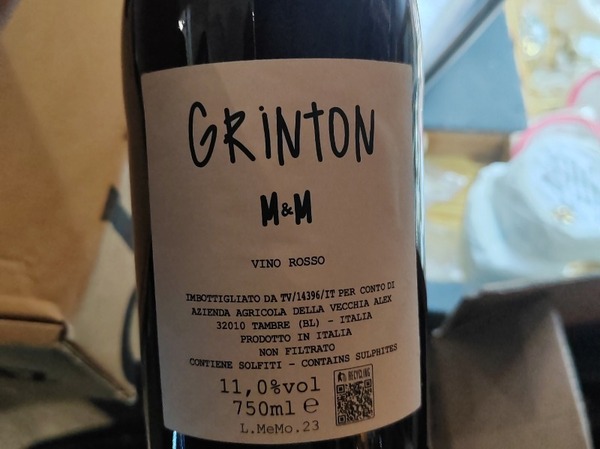 GRiNtON
M&M
VINO ROSSO
IMBOTTIGLIATO DA TV/14396/IT PER CONTO DI
AZIENDA AGRICOLA DELLA VECCHIA ALEX
32010 TAMBRE (BL) - ITALIA
PRODOTTO IN ITALIA
NON FILTRATO
CONTIENE SOLFITI - CONTAINS SULPHITES
11,0%vol
750ml e
RECYCLING
L.MeMo.23